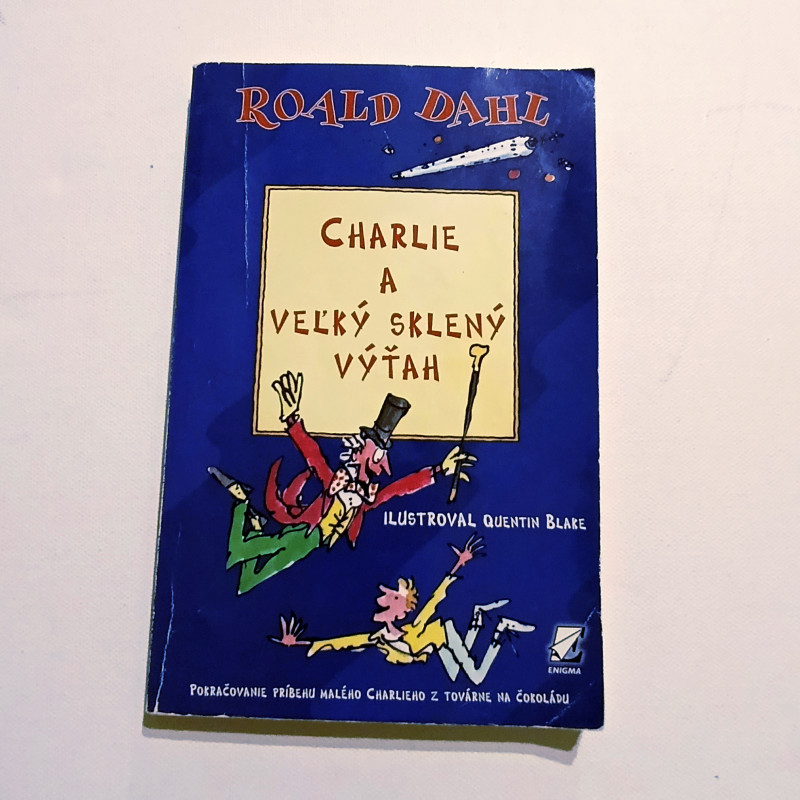 ROALD DAHL
CHARLIE
A
VEĽKÝ SKLENÝ
VÝŤAH
ILUSTROVAL QUENTIN BLAKE
ENIGMA
POKRAČOVANIE PRÍBEHU MALÉHO CHARLIEHO Z TOVÁRNE NA ČOKOLÁDU